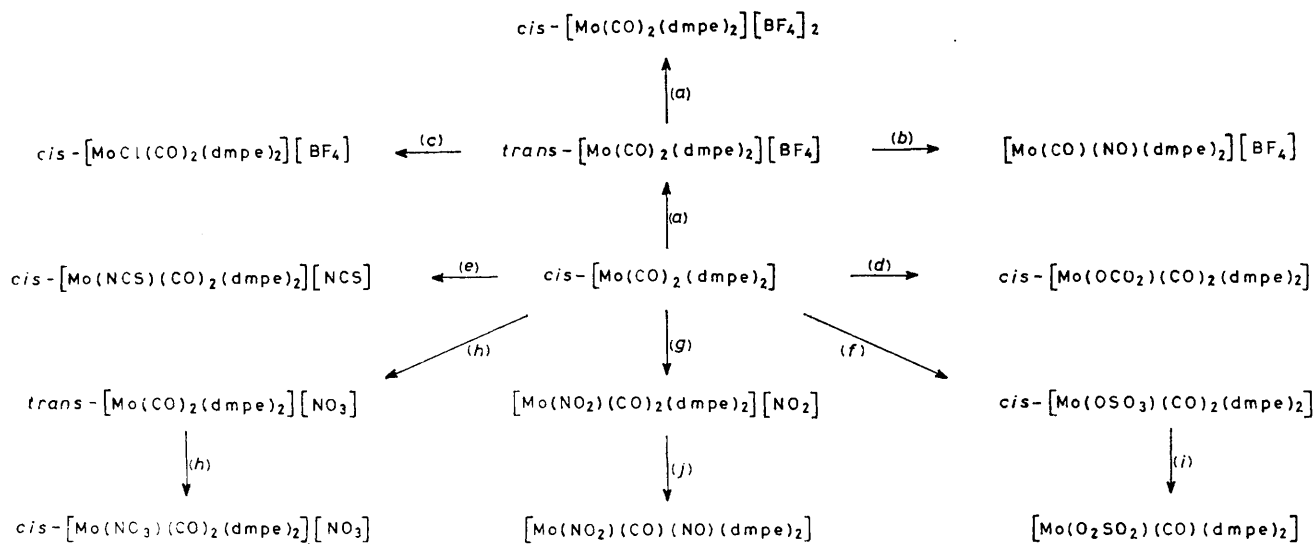 cis-[Mo(CO)2(dmpe)2][BF4]2
(a)
cis-[MoCl(CO)2(dmpe)2][BF4] (c) trans-[Mo(CO)2(dmpe)2][BF4] (b) [Mo(CO)(NO)(dmpe)2][BF4]
(a)
cis-[Mo(NCS)(CO)2(dmpe)2][NCS] (e) cis-[Mo(CO)2(dmpe)2] (d) cis-[Mo(OCO2)(CO)2(dmpe)2]
(h) (g) (f)
trans-[Mo(CO)2(dmpe)2][NO3] [Mo(NO2)(CO)2(dmpe)2][NO2] cis-[Mo(OSO3)(CO)2(dmpe)2]
(h) (j) (i)
cis-[Mo(NC3)(CO)2(dmpe)2][NO3] [Mo(NO2)(CO)(NO)(dmpe)2] [Mo(O2SO2)(CO)(dmpe)2]